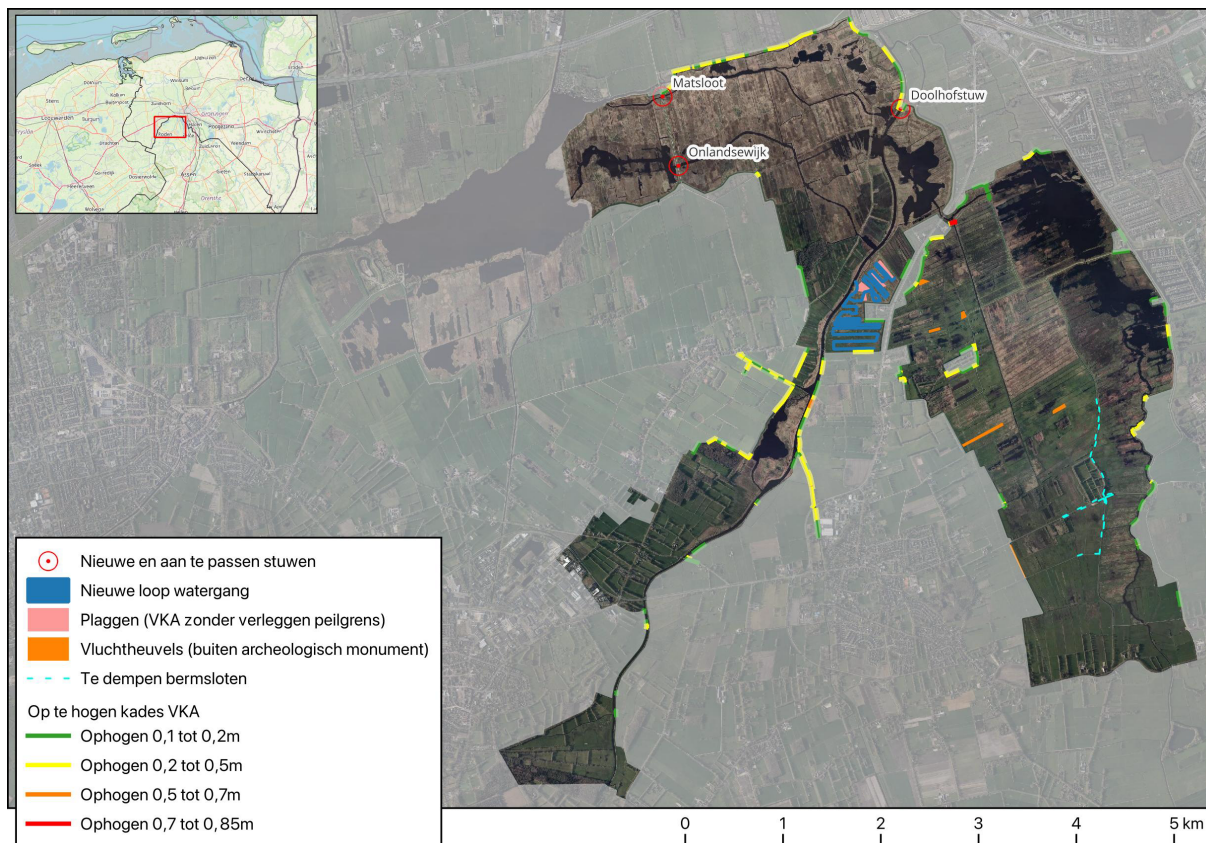 Matsloot
Doolhofstuw
Onlandsewijk
Leeuwarden
Drachten
Assen
Nieuwe en aan te passen stuwen
Nieuwe loop watergang
Plaggen (VKA zonder verleggen peilgrens)
Vluchtheuvels (buiten archeologisch monument)
Te dempen bermsloten
Op te hogen kades VKA
Ophogen 0,1 tot 0,2m
Ophogen 0,2 tot 0,5m
Ophogen 0,5 tot 0,7m
Ophogen 0,7 tot 0,85m
0 1 2 3 4 5 km